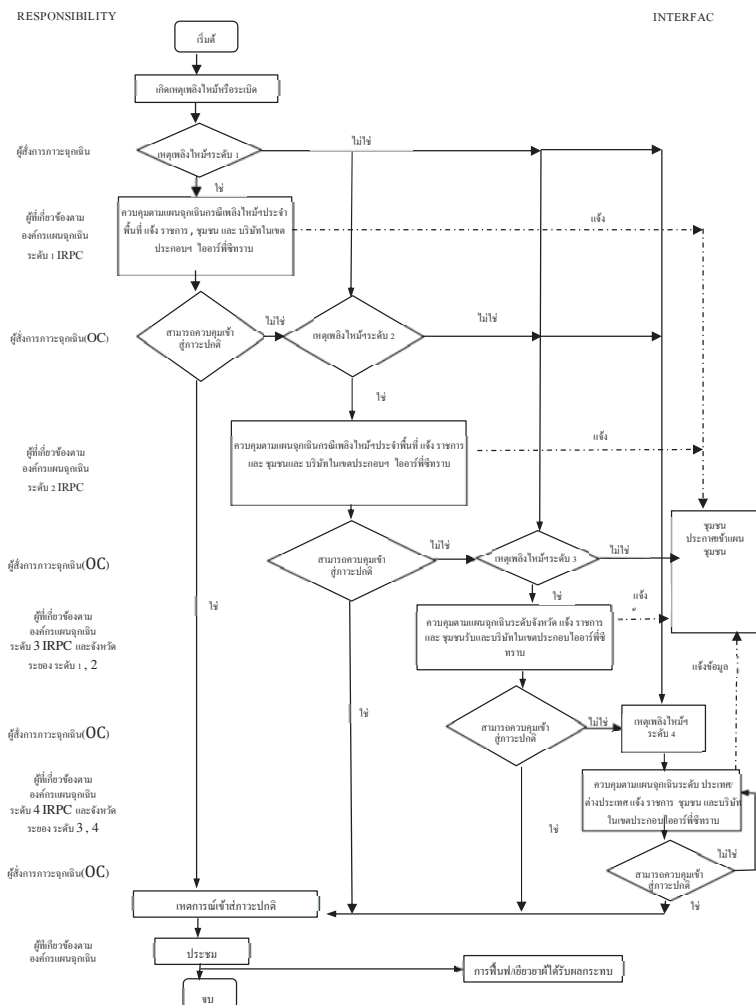 RESPONSIBILITY
INTERFAC
เริ่มต้
เกิดเหตุเพลิงไหม้หรือระเบิด
ผู้สั่งการภาวะฉุกเฉิน
เหตุเพลิงไหม้ฯระดับ 1
ไม่ใช่
ใช่
ผู้ที่เกี่ยวข้องตาม
องค์กรแผนฉุกเฉิน
ระดับ 1 IRPC
ควบคุมตามแผนฉุกเฉินกรณีเพลิงไหม้ฯประจำ
พื้นที่ แจ้ง ราชการ , ชุมชน และ บริษัทในเขต
ประกอบฯ ไออาร์พีซีทราบ
แจ้ง
ผู้สั่งการภาวะฉุกเฉิน(OC)
สามารถควบคุมเข้า
สู่ภาวะปกติ
ไม่ใช่
เหตุเพลิงไหม้ฯระดับ 2
ไม่ใช่
ใช่
ผู้ที่เกี่ยวข้องตาม
องค์กรแผนฉุกเฉิน
ระดับ 2 IRPC
ควบคุมตามแผนฉุกเฉินกรณีเพลิงไหม้ฯประจำพื้นที่ แจ้ง ราชการ
และ ชุมชนและ บริษัทในเขตประกอบฯ ไออาร์พีซีทราบ
แจ้ง
ชุมชน
ประกาศเข้าแผน
ชุมชน
ผู้สั่งการภาวะฉุกเฉิน(OC)
สามารถควบคุมเข้า
สู่ภาวะปกติ
ไม่ใช่
เหตุเพลิงไหม้ฯระดับ 3
ไม่ใช่
ใช่
ใช่
แจ้ง
ผู้ที่เกี่ยวข้องตาม
องค์กรแผนฉุกเฉิน
ระดับ 3 IRPC และจังหวัด
ระยอง ระดับ 1 , 2
ควบคุมตามแผนฉุกเฉินระดับจังหวัด แจ้ง ราชการ
และ ชุมชนรับและบริษัทในเขตประกอบไออาร์พีซี
ทราบ
แจ้งข้อมูล
ใช่
ผู้สั่งการภาวะฉุกเฉิน(OC)
สามารถควบคุมเข้า
สู่ภาวะปกติ
ไม่ใช่
เหตุเพลิงไหม้ฯ
ระดับ 4
ผู้ที่เกี่ยวข้องตาม
องค์กรแผนฉุกเฉิน
ระดับ 4 IRPC และจังหวัด
ระยอง ระดับ 3 , 4
ควบคุมตามแผนฉุกเฉินระดับ ประเทศ/
ต่างประเทศ แจ้ง ราชการ ชุมชน และบริษัท
ในเขตประกอบไออาร์พีซีทราบ
ใช่
ไม่ใช่
ผู้สั่งการภาวะฉุกเฉิน(OC)
สามารถควบคุมเข้า
สู่ภาวะปกติ
ใช่
เหตุการณ์เข้าสู่ภาวะปกติ
ผู้ที่เกี่ยวข้องตาม
องค์กรแผนฉุกเฉิน
ประชม
การฟื้นฟ/เยียวยาผ้ได้รับผลกระทบ
จบ